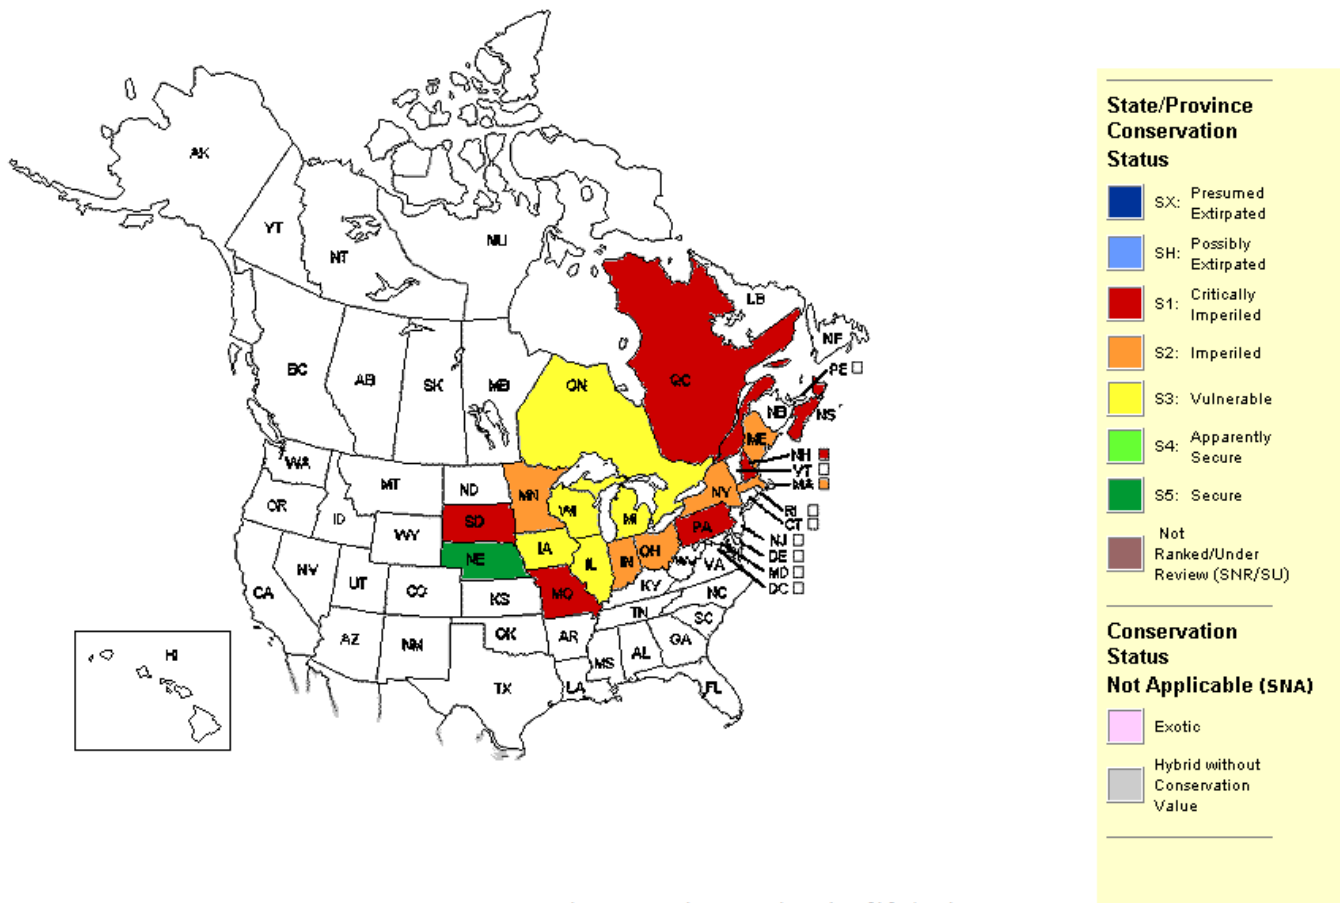 AK
YT
NT
NU
BC
AB
SK
MB
ON
QC
LB
NF
PE
NB
NS
ME
NH
VT
MA
RI
CT
NJ
DE
MD
DC
WA
OR
ID
MT
ND
MN
WI
MI
NY
SD
WY
NE
IA
IL
IN
OH
PA
WV
VA
NV
CA
UT
CO
KS
MO
KY
NC
TN
SC
AZ
NM
OK
AR
MS
AL
GA
TX
LA
FL
HI
State/Province
Conservation
Status
SX: Presumed
Extirpated
SH: Possibly
Extirpated
S1: Critically
Imperiled
S2: Imperiled
S3: Vulnerable
S4: Apparently
Secure
S5: Secure
Not
Ranked/Under
Review (SNR/SU)
Conservation
Status
Not Applicable (SNA)
Exotic
Hybrid without
Conservation
Value